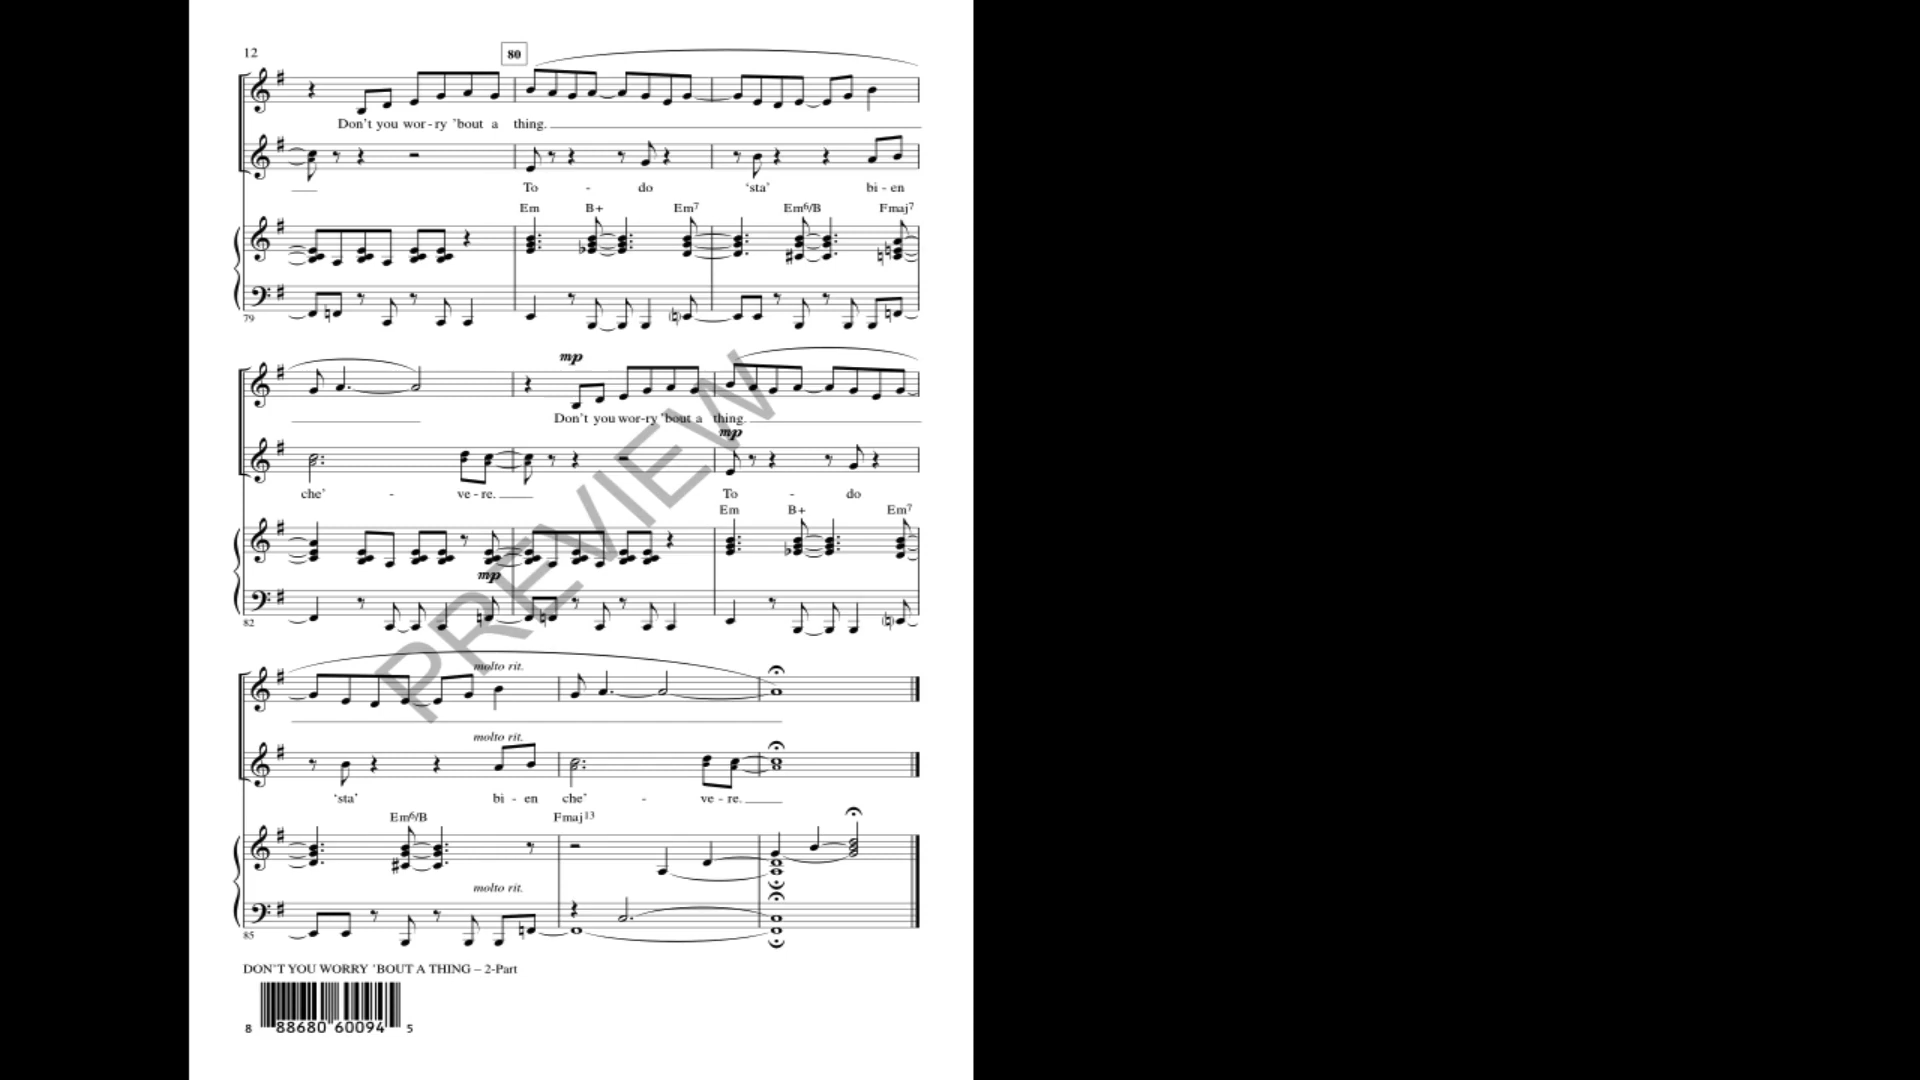 12
80
Don't you wor - ry 'bout a thing.
To - do 'sta' bi - en
Em B+ Em7 Em6/B Fmaj7
79
mp
Don't you wor - ry 'bout a thing.
mp
che' - ve - re. To - do
Em B+ Em7
mp
82
molto rit.
molto rit.
'sta' bi - en che' - ve - re.
Em6/B Fmaj13
molto rit.
85
PREVIEW
DON'T YOU WORRY 'BOUT A THING – 2-Part
8 88680 60094 5